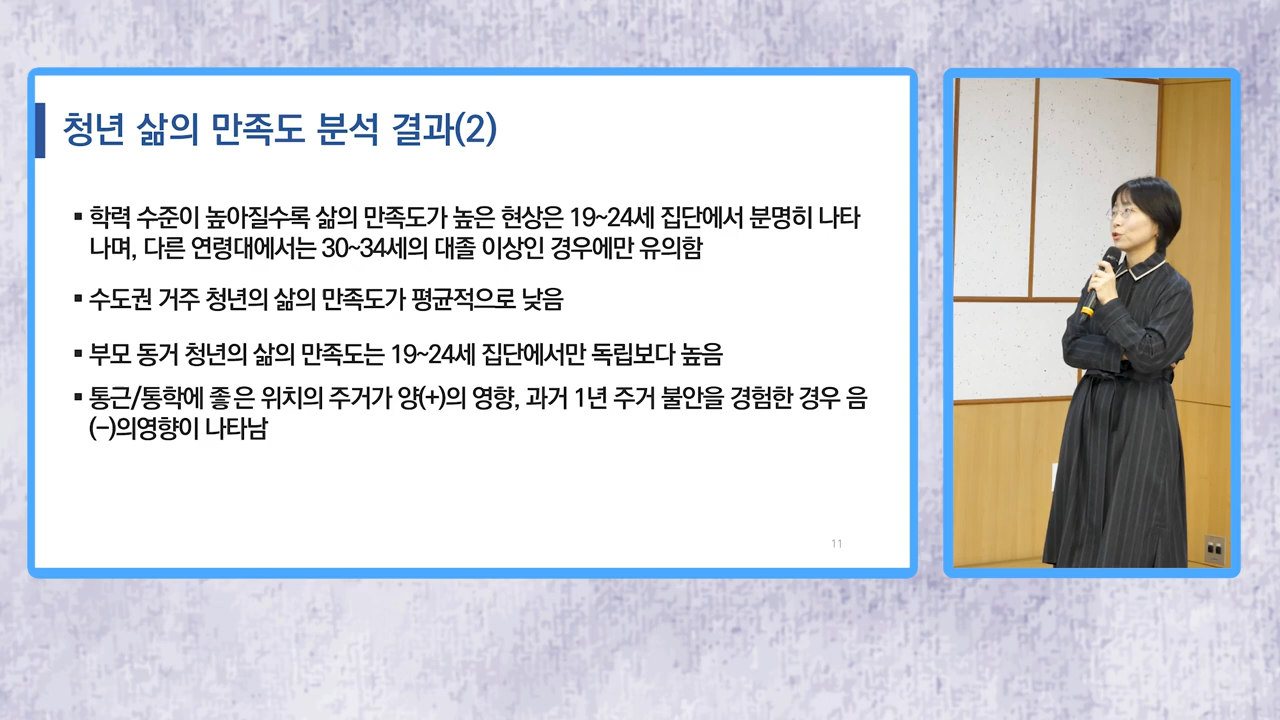 청년 삶의 만족도 분석 결과(2)
▪ 학력 수준이 높아질수록 삶의 만족도가 높은 현상은 19~24세 집단에서 분명히 나타
나며, 다른 연령대에서는 30~34세의 대졸 이상인 경우에만 유의함
▪ 수도권 거주 청년의 삶의 만족도가 평균적으로 낮음
▪ 부모 동거 청년의 삶의 만족도는 19~24세 집단에서만 독립보다 높음
▪ 통근/통학에 좋은 위치의 주거가 양(+)의 영향, 과거 1년 주거 불안을 경험한 경우 음
(-)의영향이 나타남
11